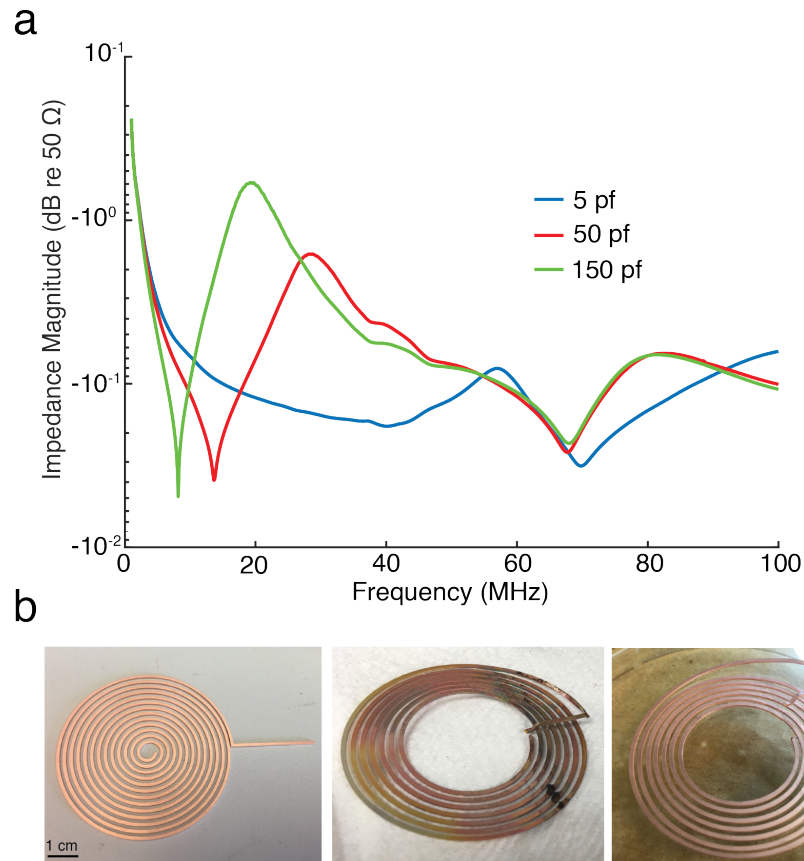 a
10-1
-100
-10-1
-10-2
Impedance Magnitude (dB re 50 Ω)
5 pf
50 pf
150 pf
0 20 40 60 80 100
Frequency (MHz)
b
1 cm